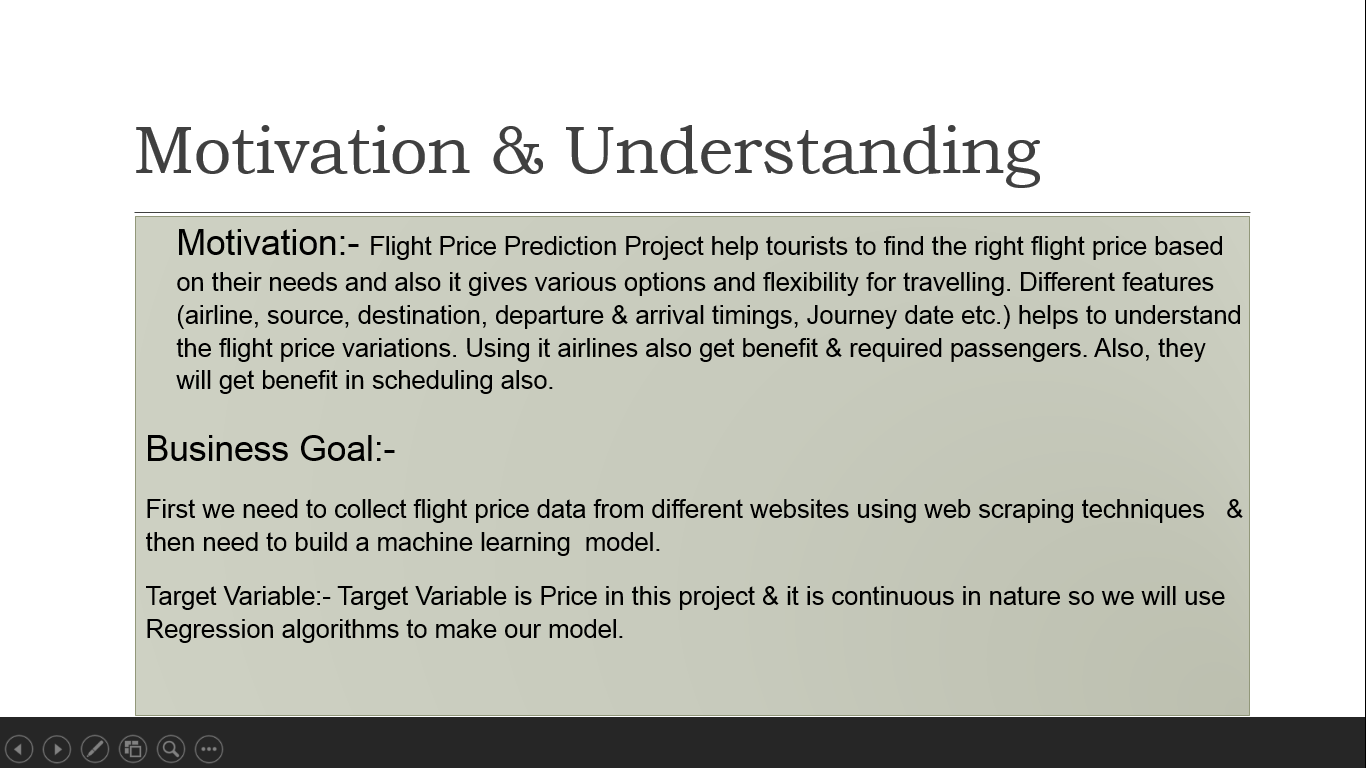 Motivation & Understanding
Motivation:- Flight Price Prediction Project help tourists to find the right flight price based
on their needs and also it gives various options and flexibility for travelling. Different features
(airline, source, destination, departure & arrival timings, Journey date etc.) helps to understand
the flight price variations. Using it airlines also get benefit & required passengers. Also, they
will get benefit in scheduling also.
Business Goal:-
First we need to collect flight price data from different websites using web scraping techniques &
then need to build a machine learning model.
Target Variable:- Target Variable is Price in this project & it is continuous in nature so we will use
Regression algorithms to make our model.